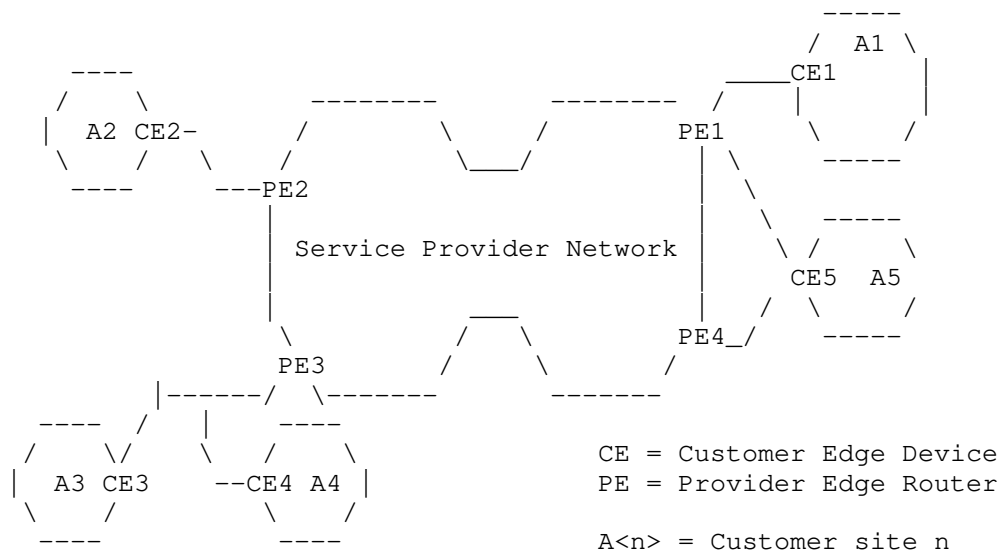 A1
CE1
A2 CE2
PE1
PE2
Service Provider Network
CE5 A5
PE4
PE3
CE = Customer Edge Device
A3 CE3 CE4 A4 PE = Provider Edge Router
A<n> = Customer site n